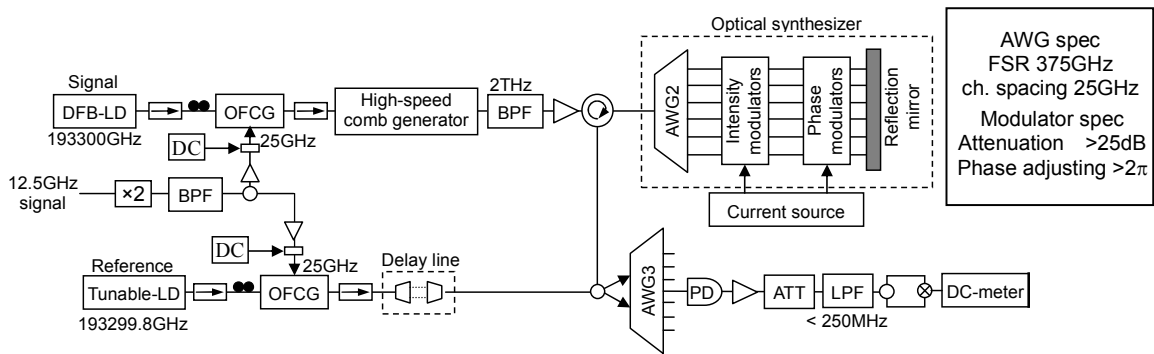 Optical synthesizer
Signal
DFB-LD
193300GHz
OFCG
25GHz
DC
High-speed
comb generator
2THz
BPF
AWG2
Intensity
modulators
Phase
modulators
Reflection
mirror
Current source
AWG spec
FSR 375GHz
ch. spacing 25GHz
Modulator spec
Attenuation >25dB
Phase adjusting >2π
12.5GHz
signal
×2
BPF
DC
25GHz
Reference
Tunable-LD
193299.8GHz
OFCG
Delay line
AWG3
PD
ATT
LPF
< 250MHz
DC-meter